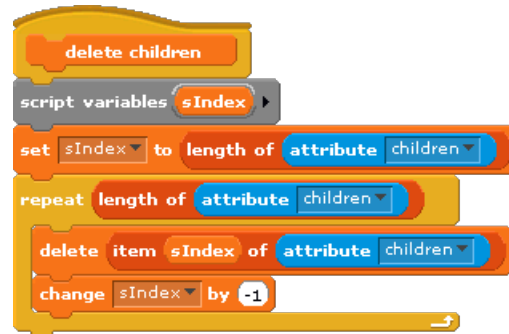 delete children
script variables sIndex
set sIndex to length of attribute children
repeat length of attribute children
delete item sIndex of attribute children
change sIndex by -1